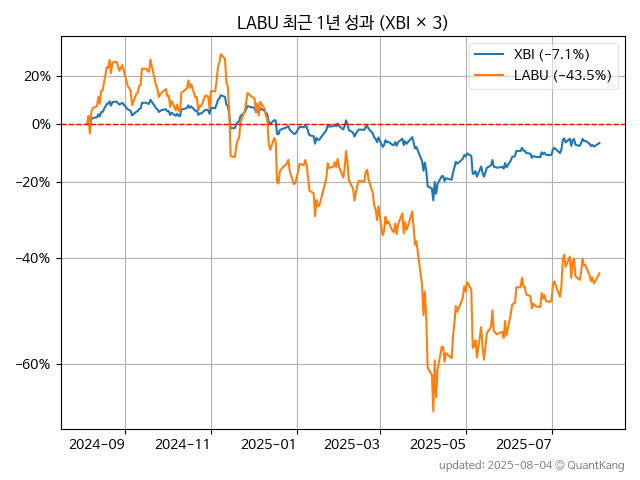 LABU 최근 1년 성과 (XBI × 3)
XBI (−7.1%)
LABU (−43.5%)
20%
0%
−20%
−40%
−60%
2024-09
2024-11
2025-01
2025-03
2025-05
2025-07
updated: 2025-08-04 © QuantKang